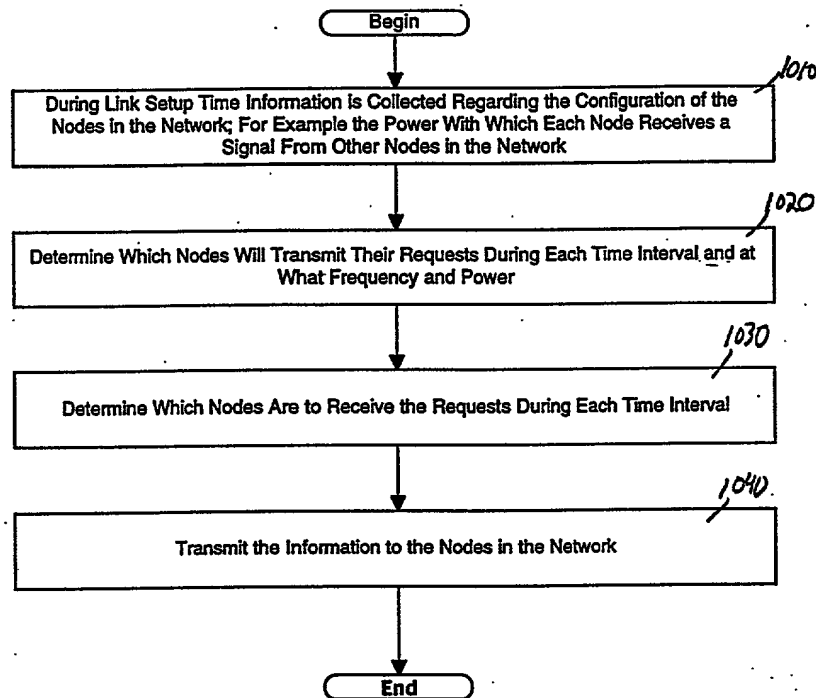 Begin
1010
During Link Setup Time Information is Collected Regarding the Configuration of the
Nodes in the Network; For Example the Power With Which Each Node Receives a
Signal From Other Nodes in the Network
1020
Determine Which Nodes Will Transmit Their Requests During Each Time Interval and at
What Frequency and Power
1030
Determine Which Nodes Are to Receive the Requests During Each Time Interval
1040
Transmit the Information to the Nodes in the Network
End